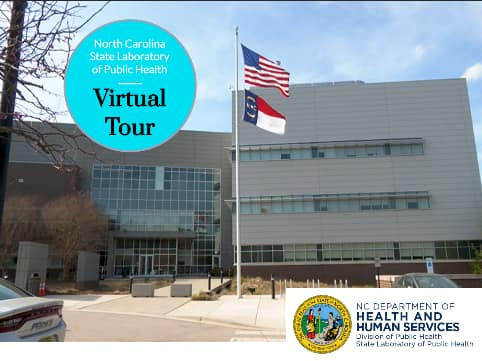 North Carolina
State Laboratory
of Public Health
Virtual
Tour
NC DEPARTMENT OF
HEALTH AND
HUMAN SERVICES
Division of Public Health
State Laboratory of Public Health